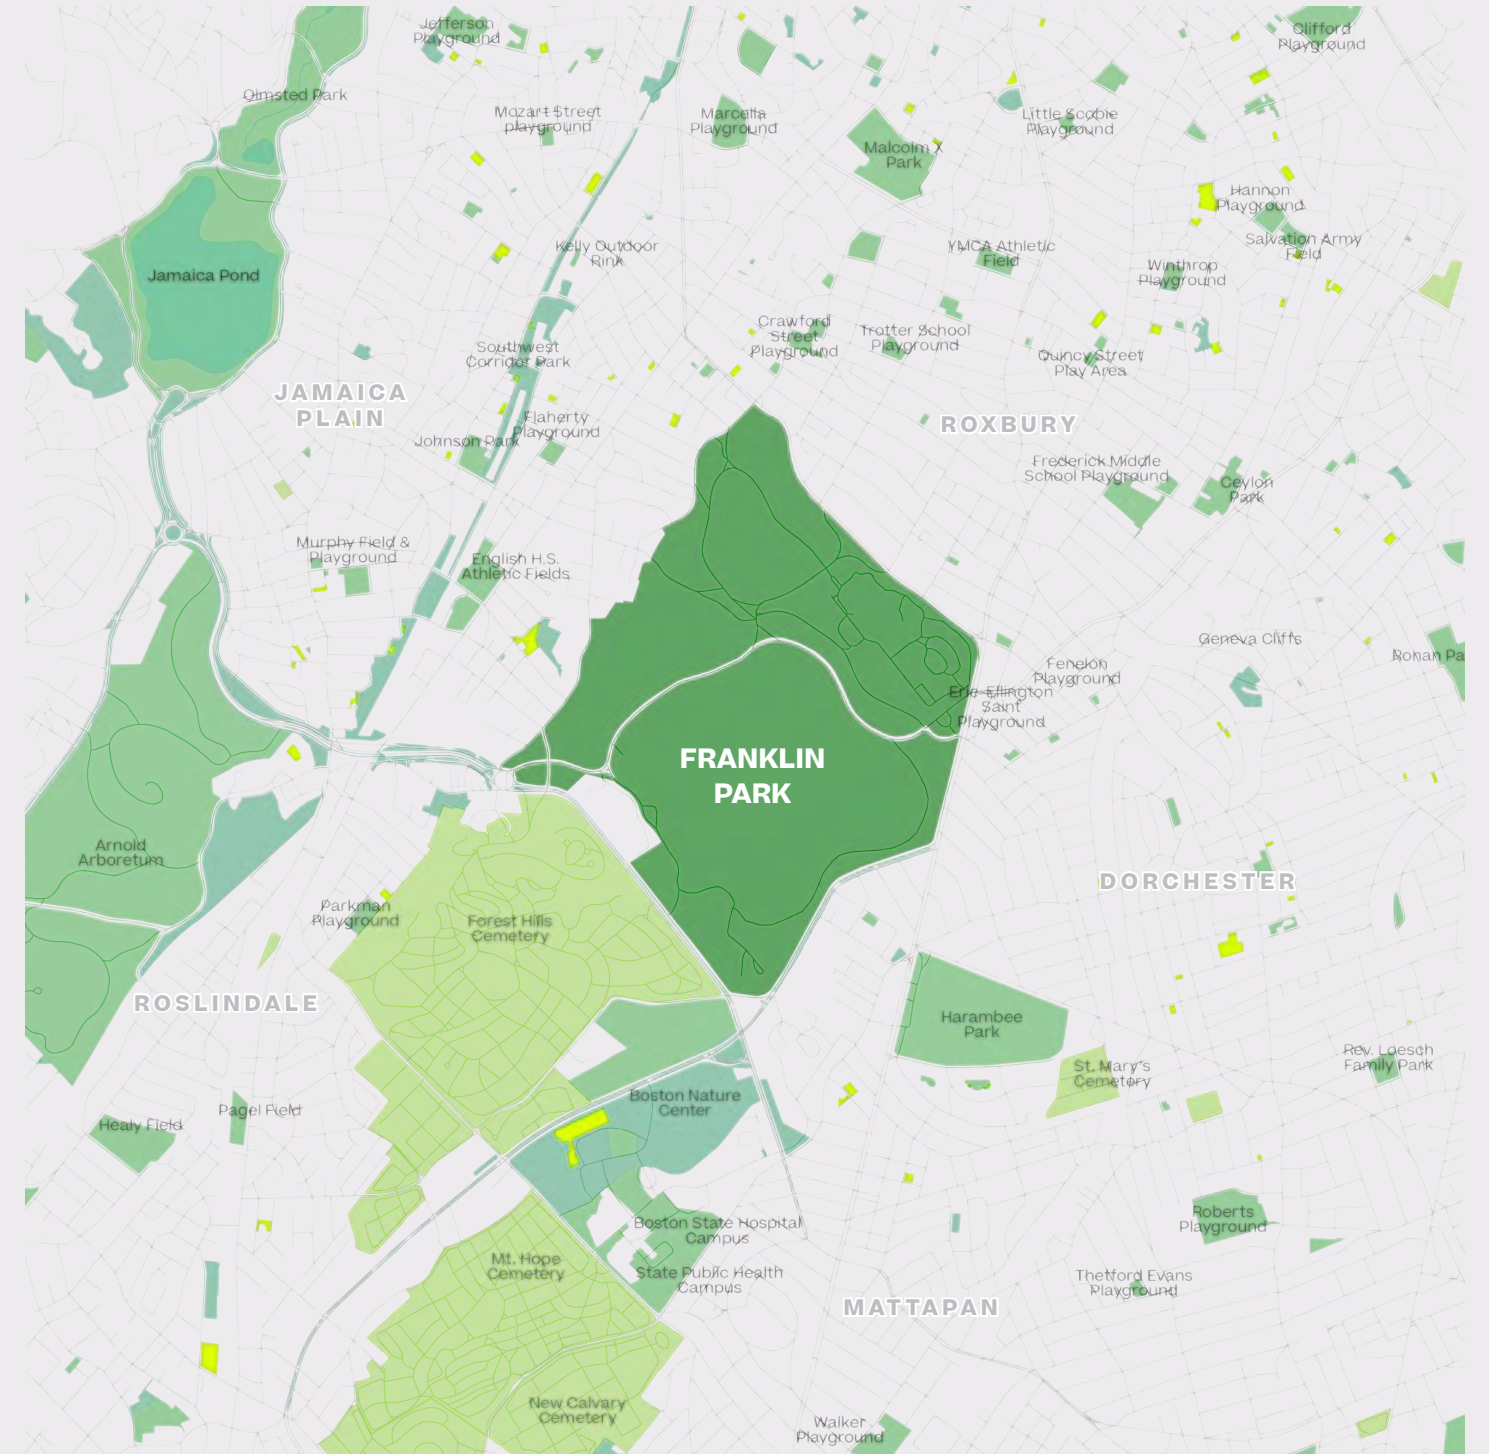 Jefferson
Playground
Clifford
Playground
Olmsted Park
Mozart Street
playground
Marcella
Playground
Little Scobie
Playground
Malcolm X
Park
Hannon
Playground
Kelly Outdoor
Rink
YMCA Athletic
Field
Salvation Army
Field
Jamaica Pond
Winthrop
Playground
Crawford
Street
Playground
Trotter School
Playground
Southwest
Corridor Park
Quincy Street
Play Area
JAMAICA
PLAIN
Flaherty
Playground
ROXBURY
Johnson Park
Frederick Middle
School Playground
Ceylon
Park
Murphy Field &
Playground
English H.S.
Athletic Fields
Geneva Cliffs
Ronan Pa
Fenelon
Playground
Erie-Ellington
Saint
Playground
FRANKLIN
PARK
Arnold
Arboretum
DORCHESTER
Parkman
Playground
Forest Hills
Cemetery
ROSLINDALE
Harambee
Park
Rev. Loesch
Family Park
St. Mary's
Cemetery
Boston Nature
Center
Pagel Field
Healy Field
Roberts
Playground
Boston State Hospital
Campus
Mt. Hope
Cemetery
State Public Health
Campus
Thetford Evans
Playground
MATTAPAN
New Calvary
Cemetery
Walker
Playground